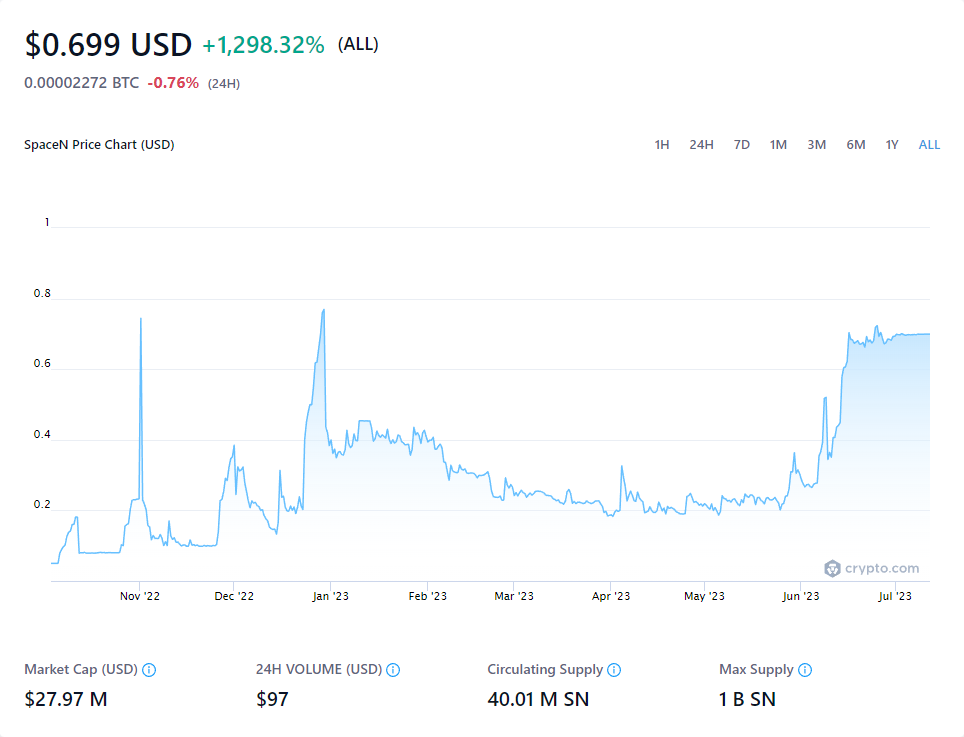 $0.699 USD +1,298.32% (ALL)
0.00002272 BTC -0.76% (24H)
SpaceN Price Chart (USD) 1H 24H 7D 1M 3M 6M 1Y ALL
1
0.8
0.6
0.4
0.2
crypto.com
Nov '22 Dec '22 Jan '23 Feb '23 Mar '23 Apr '23 May '23 Jun '23 Jul '23
Market Cap (USD) 24H VOLUME (USD) Circulating Supply Max Supply
$27.97 M $97 40.01 M SN 1 B SN